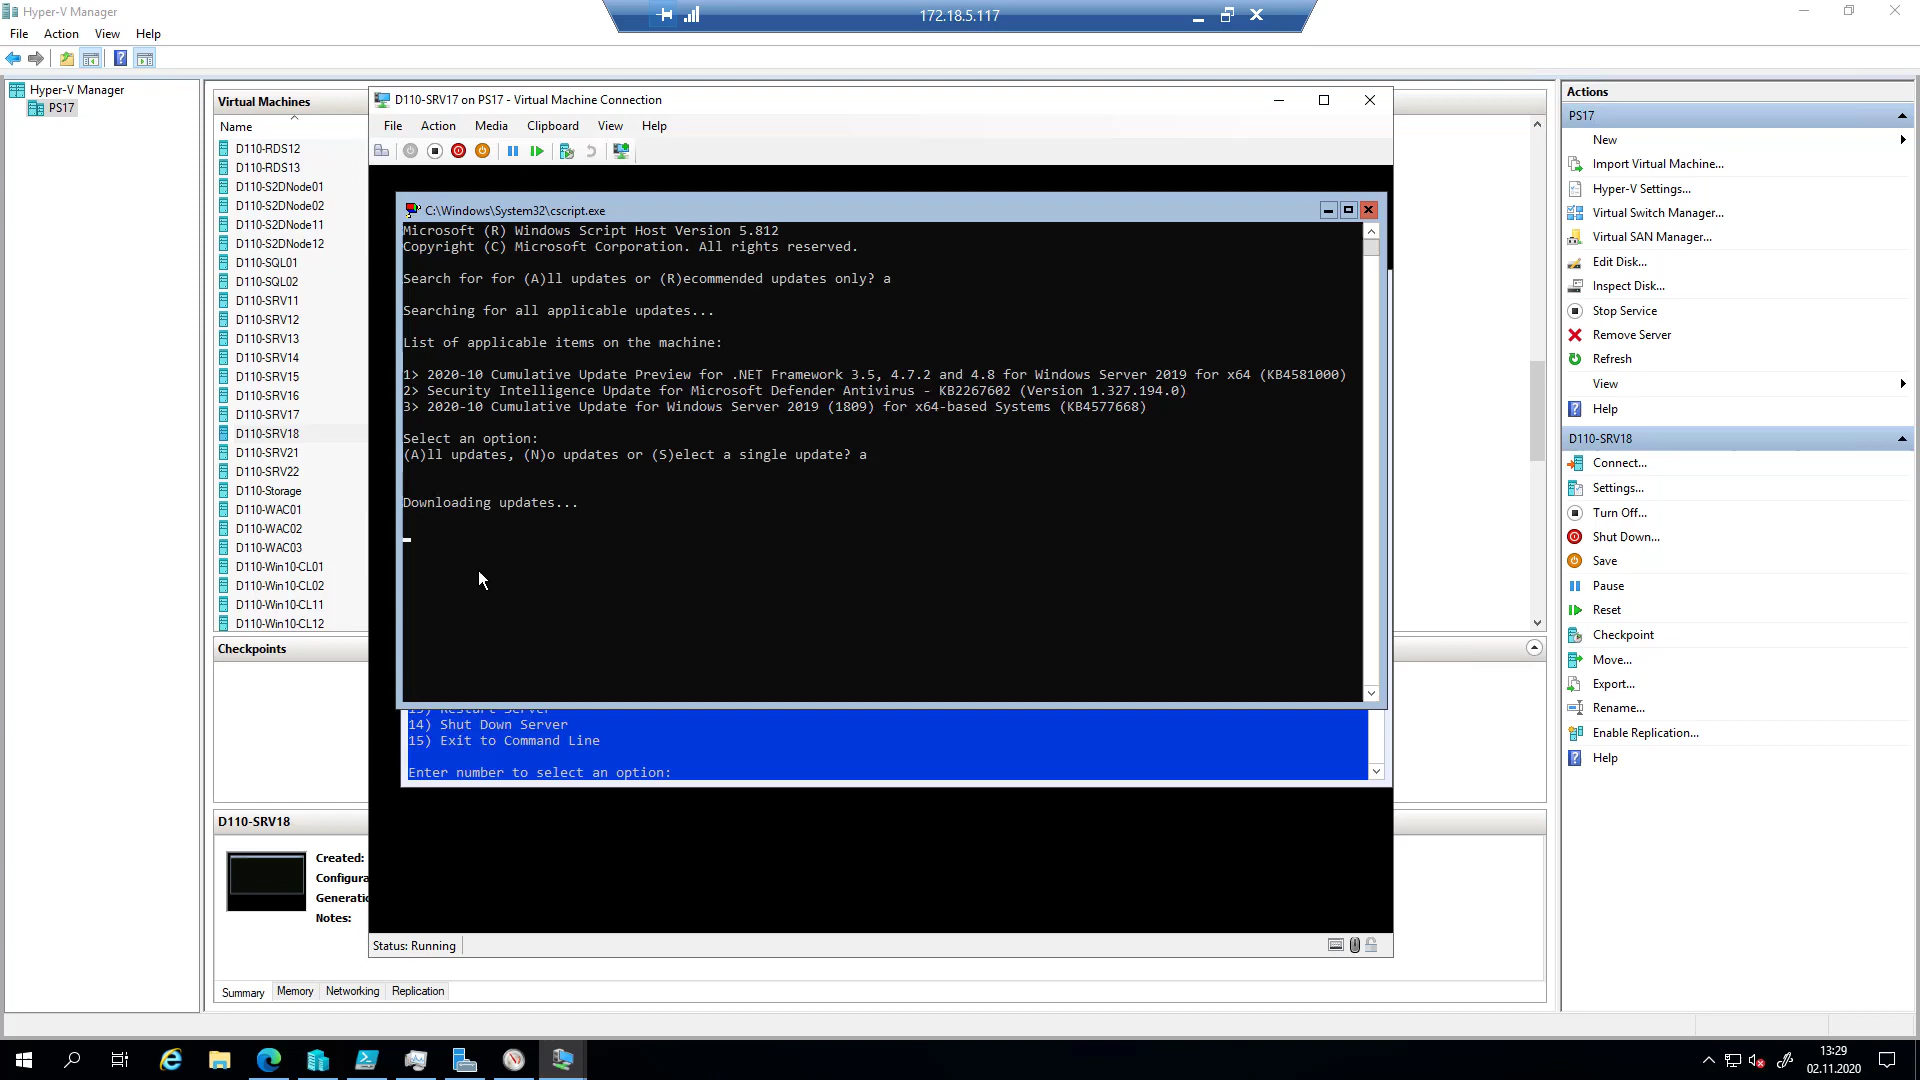 Hyper-V Manager
172.18.5.117
File Action View Help
Hyper-V Manager
PS17
Virtual Machines
Name
D110-RDS12
D110-RDS13
D110-S2DNode01
D110-S2DNode02
D110-S2DNode11
D110-S2DNode12
D110-SQL01
D110-SQL02
D110-SRV11
D110-SRV12
D110-SRV13
D110-SRV14
D110-SRV15
D110-SRV16
D110-SRV17
D110-SRV18
D110-SRV21
D110-SRV22
D110-Storage
D110-WAC01
D110-WAC02
D110-WAC03
D110-Win10-CL01
D110-Win10-CL02
D110-Win10-CL11
D110-Win10-CL12
Checkpoints
D110-SRV18
Created:
Configura
Generatio
Notes:
Summary Memory Networking Replication
D110-SRV17 on PS17 - Virtual Machine Connection
File Action Media Clipboard View Help
C:\Windows\System32\cscript.exe
Microsoft (R) Windows Script Host Version 5.812
Copyright (C) Microsoft Corporation. All rights reserved.
Search for for (A)ll updates or (R)ecommended updates only? a
Searching for all applicable updates...
List of applicable items on the machine:
1> 2020-10 Cumulative Update Preview for .NET Framework 3.5, 4.7.2 and 4.8 for Windows Server 2019 for x64 (KB4581000)
2> Security Intelligence Update for Microsoft Defender Antivirus - KB2267602 (Version 1.327.194.0)
3> 2020-10 Cumulative Update for Windows Server 2019 (1809) for x64-based Systems (KB4577668)
Select an option:
(A)ll updates, (N)o updates or (S)elect a single update? a
Downloading updates...
13) Restart Server
14) Shut Down Server
15) Exit to Command Line
Enter number to select an option:
Status: Running
Actions
PS17
New
Import Virtual Machine...
Hyper-V Settings...
Virtual Switch Manager...
Virtual SAN Manager...
Edit Disk...
Inspect Disk...
Stop Service
Remove Server
Refresh
View
Help
D110-SRV18
Connect...
Settings...
Turn Off...
Shut Down...
Save
Pause
Reset
Checkpoint
Move...
Export...
Rename...
Enable Replication...
Help
13:29
02.11.2020